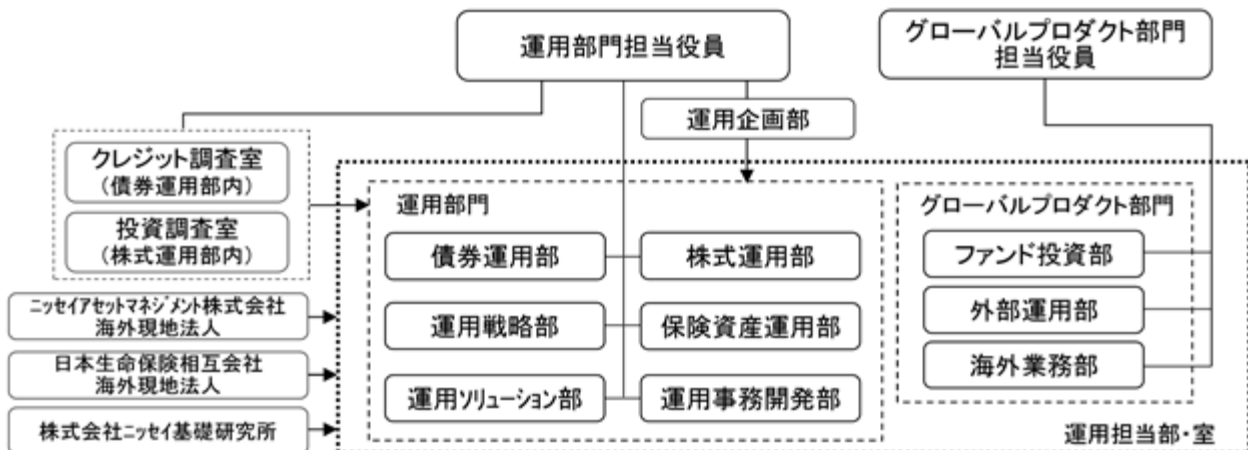 運用部門担当役員
グローバルプロダクト部門
担当役員
運用企画部
クレジット調査室
(債券運用部内)
投資調査室
(株式運用部内)
ニッセイアセットマネジメント株式会社
海外現地法人
日本生命保険相互会社
海外現地法人
株式会社ニッセイ基礎研究所
運用部門
債券運用部
株式運用部
運用戦略部
保険資産運用部
運用ソリューション部
運用事務開発部
グローバルプロダクト部門
ファンド投資部
外部運用部
海外業務部
運用担当部・室